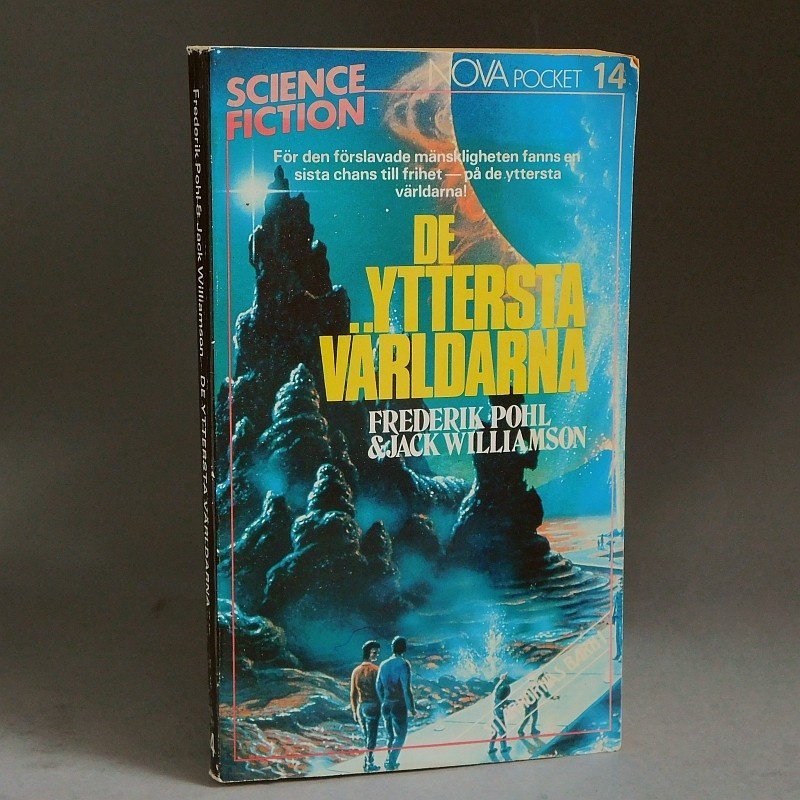 SCIENCE
FICTION
NOVA POCKET 14
För den förslavade mänskligheten fanns en
sista chans till frihet — på de yttersta
världarna!
DE
YTTERSTA
VÄRLDARNA
FREDERIK POHL
& JACK WILLIAMSON
Frederik Pohl & Jack Williamson DE YTTERSTA VÄRLDARNA